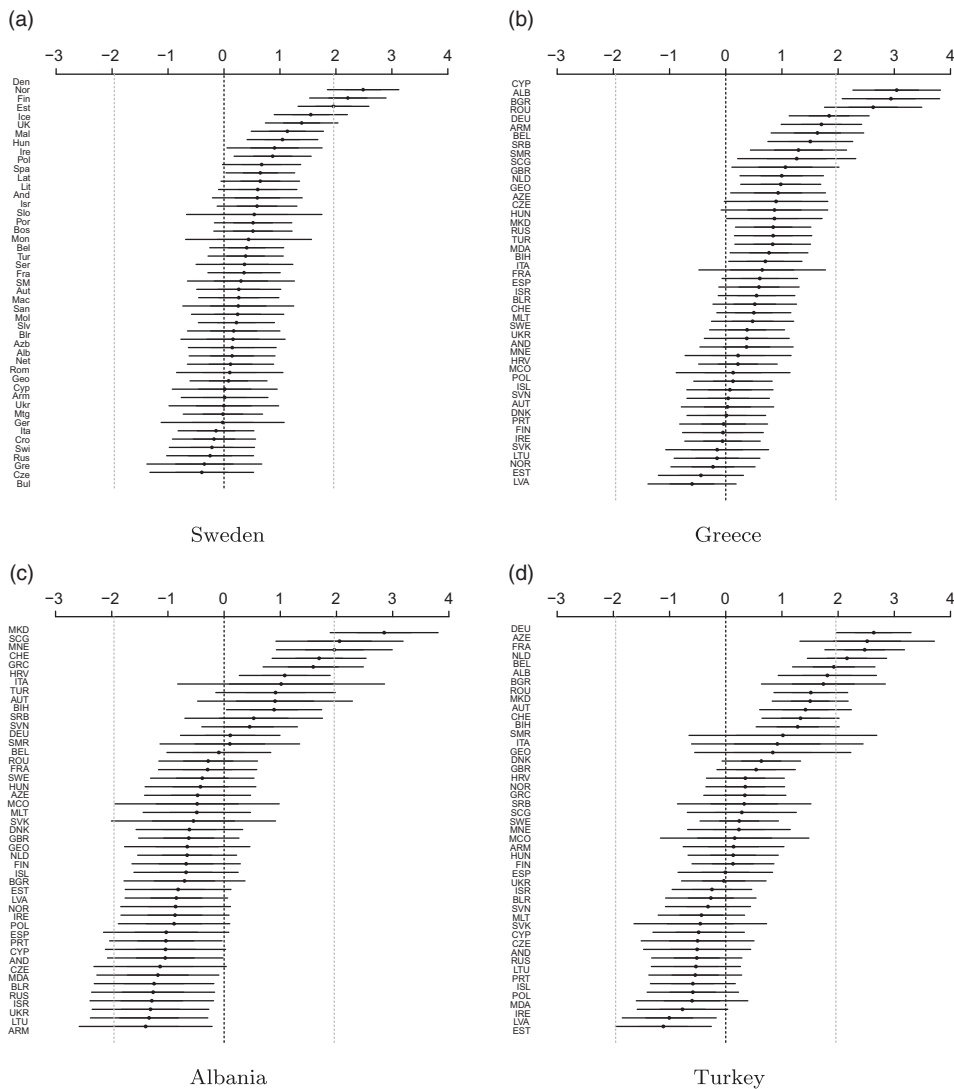 (a)
−3 −2 −1 0 1 2 3 4
Den
Nor
Fin
Est
Ice
UK
Mal
Hun
Ire
Pol
Spa
Lat
Lit
And
Isr
Slo
Por
Bos
Mon
Bel
Tur
Ser
Fra
SM
Aut
Mac
San
Mol
Slv
Blr
Azb
Alb
Net
Rom
Geo
Cyp
Arm
Ukr
Mtg
Ger
Ita
Cro
Swi
Rus
Gre
Cze
Bul
Sweden
(b)
−3 −2 −1 0 1 2 3 4
CYP
ALB
BGR
ROU
DEU
ARM
BEL
SRB
SMR
SCG
GBR
NLD
GEO
AZE
CZE
HUN
MKD
RUS
TUR
MDA
BIH
ITA
FRA
ESP
ISR
BLR
CHE
MLT
SWE
UKR
AND
MNE
HRV
MCO
POL
ISL
SVN
AUT
DNK
PRT
FIN
IRE
SVK
LTU
NOR
EST
LVA
Greece
(c)
−3 −2 −1 0 1 2 3 4
MKD
SCG
MNE
CHE
GRC
HRV
ITA
TUR
AUT
BIH
SRB
SVN
DEU
SMR
BEL
ROU
FRA
SWE
HUN
AZE
MCO
MLT
SVK
DNK
GBR
GEO
NLD
FIN
ISL
BGR
EST
LVA
NOR
IRE
POL
ESP
PRT
CYP
AND
CZE
MDA
BLR
RUS
ISR
UKR
LTU
ARM
Albania
(d)
−3 −2 −1 0 1 2 3 4
DEU
AZE
FRA
NLD
BEL
ALB
BGR
ROU
MKD
AUT
CHE
BIH
SMR
ITA
GEO
DNK
GBR
HRV
NOR
GRC
SRB
SCG
SWE
MNE
MCO
ARM
HUN
FIN
ESP
UKR
ISR
BLR
SVN
MLT
SVK
CYP
CZE
AND
RUS
LTU
PRT
ISL
POL
MDA
IRE
LVA
EST
Turkey